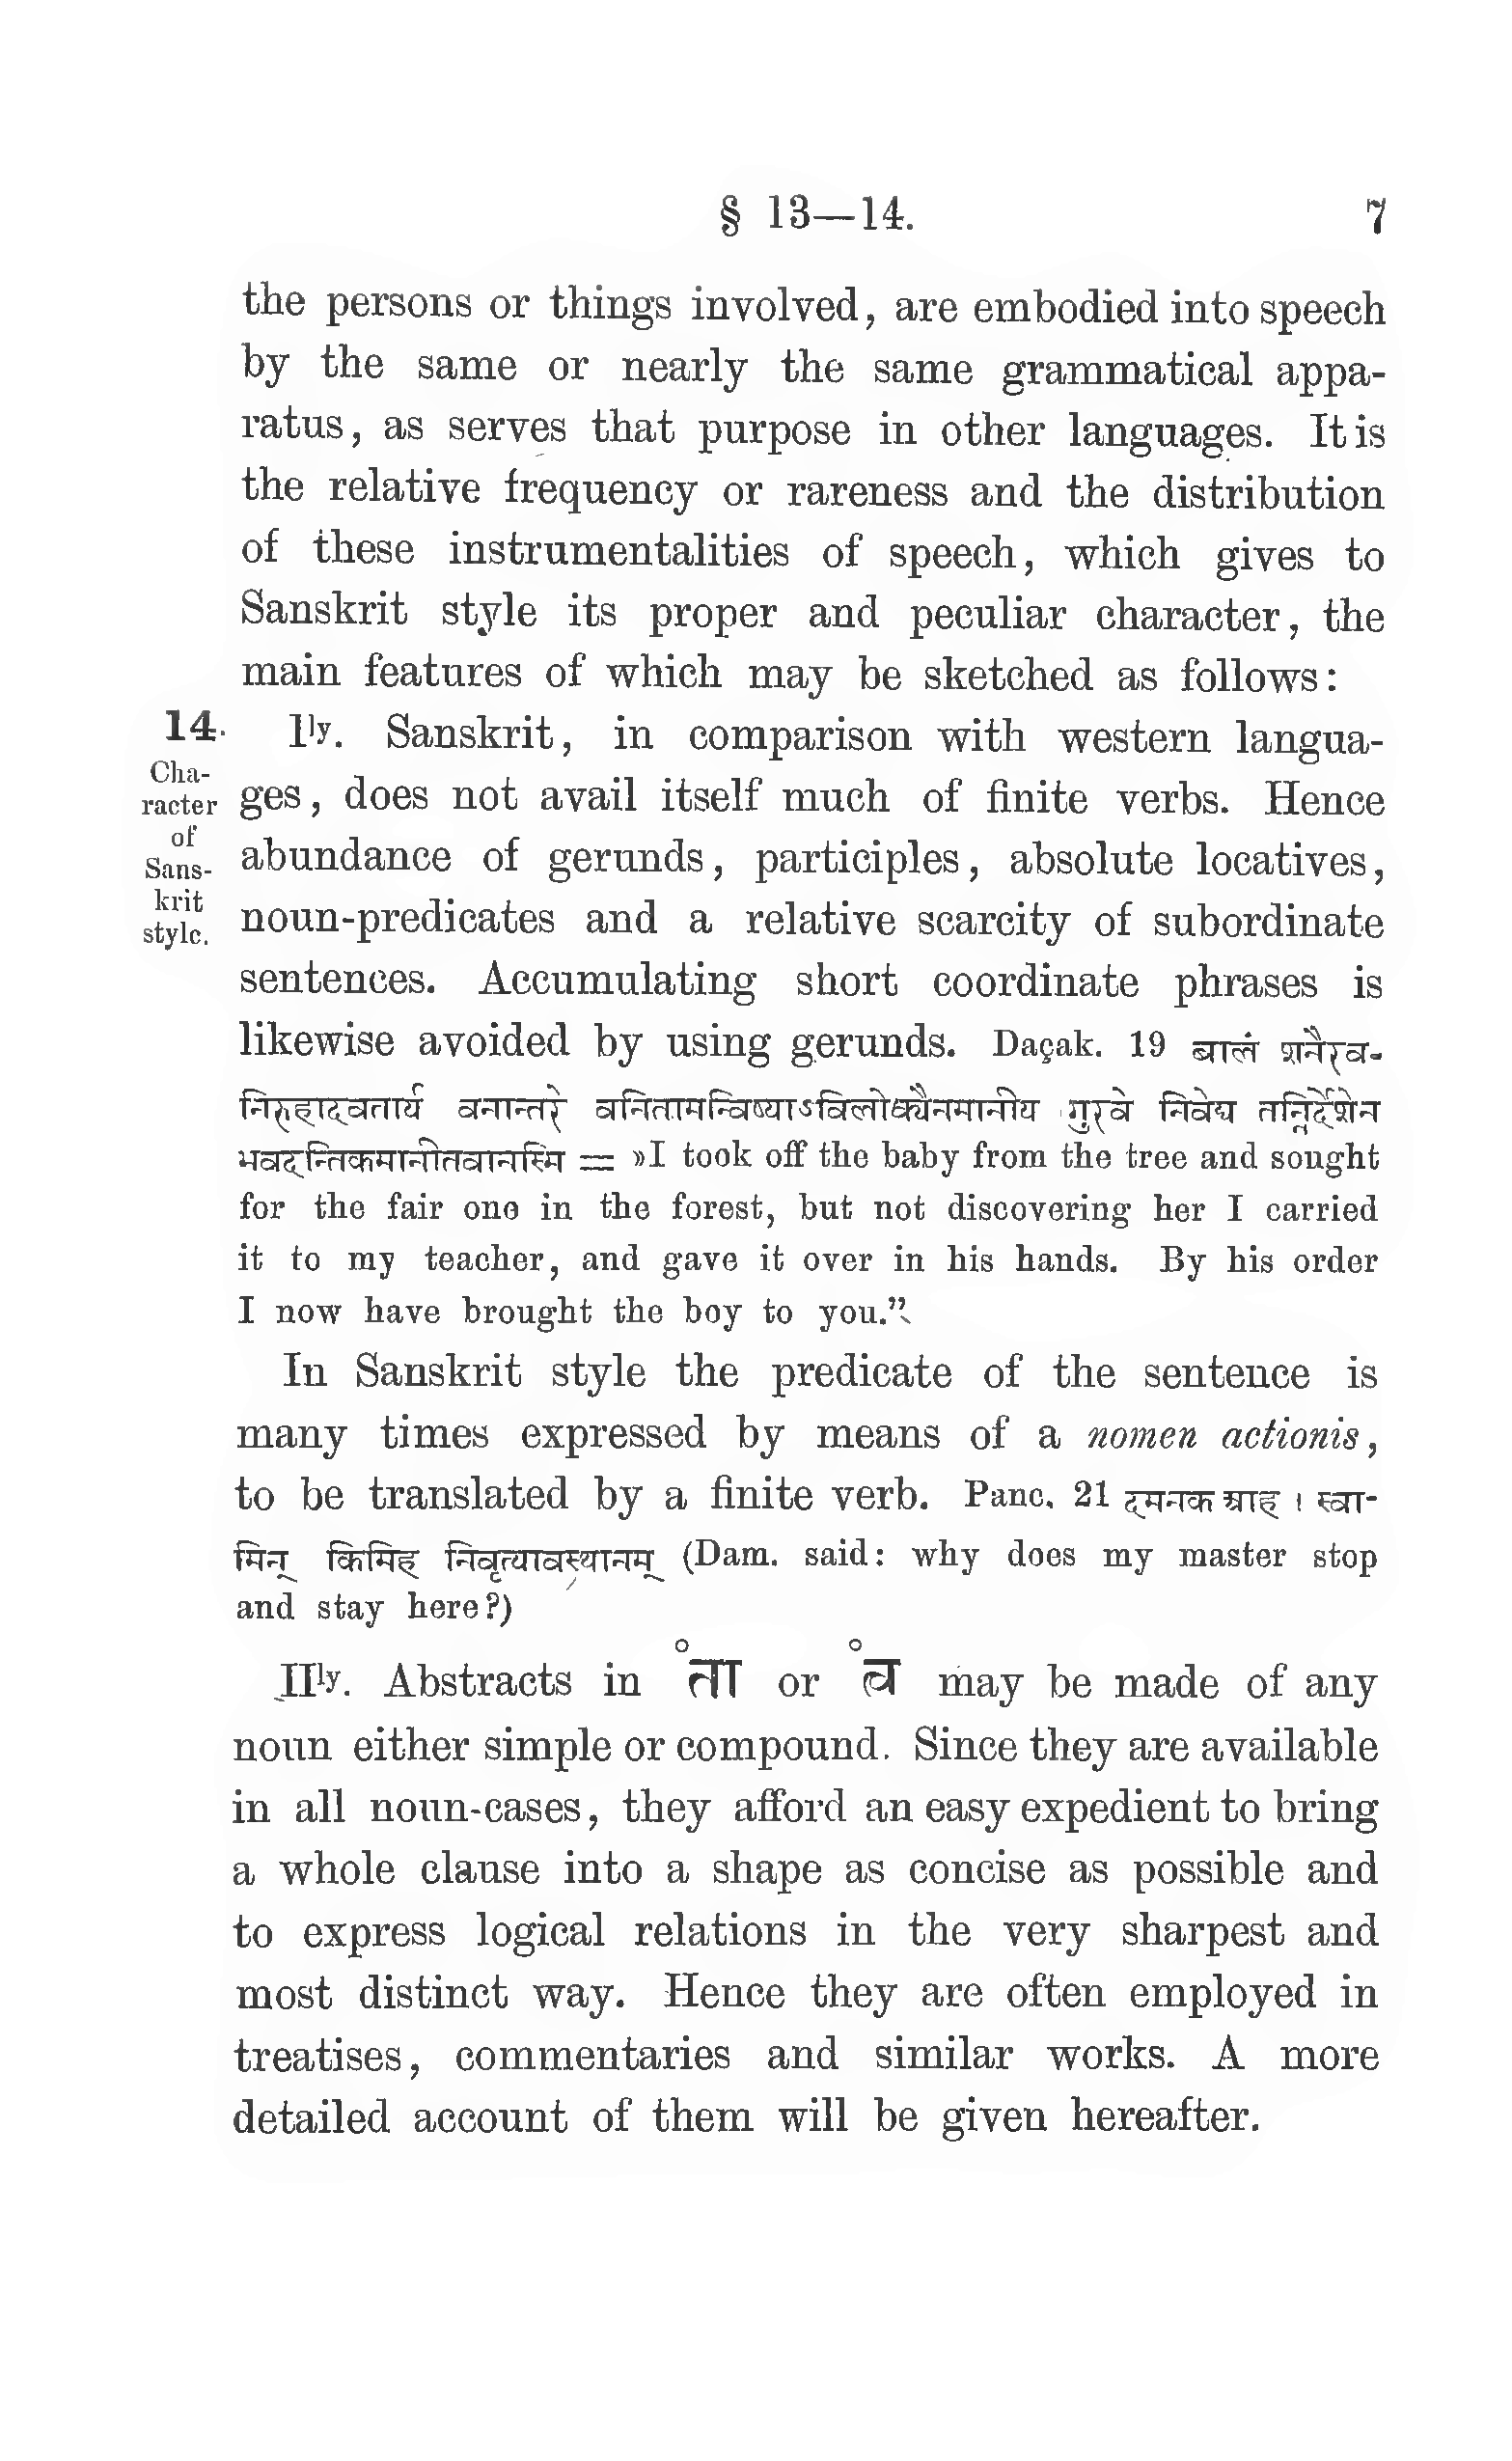 § 13—14. 7
the persons or things involved, are embodied into speech
by the same or nearly the same grammatical appa-
ratus, as serves that purpose in other languages. It is
the relative frequency or rareness and the distribution
of these instrumentalities of speech, which gives to
Sanskrit style its proper and peculiar character, the
main features of which may be sketched as follows:
14.
Cha-
racter
of
Sans-
krit
style.
Ily. Sanskrit, in comparison with western langua-
ges, does not avail itself much of finite verbs. Hence
abundance of gerunds, participles, absolute locatives,
noun-predicates and a relative scarcity of subordinate
sentences. Accumulating short coordinate phrases is
likewise avoided by using gerunds. Daçak. 19 बालं शनैरव-
निरुहादवतार्य वनान्तरे वनितामन्विष्याऽविलोक्यैनमानीय गुरवे निवेद्य तन्निर्देशेन
भवदन्तिकमानीतवानस्मि = »I took off the baby from the tree and sought
for the fair one in the forest, but not discovering her I carried
it to my teacher, and gave it over in his hands. By his order
I now have brought the boy to you.”
In Sanskrit style the predicate of the sentence is
many times expressed by means of a nomen actionis,
to be translated by a finite verb. Panc. 21 दमनक आह । स्वा-
मिन् किमिह निवृत्यावस्थानम् (Dam. said: why does my master stop
and stay here?)
IIly. Abstracts in °ता or °त्व may be made of any
noun either simple or compound. Since they are available
in all noun-cases, they afford an easy expedient to bring
a whole clause into a shape as concise as possible and
to express logical relations in the very sharpest and
most distinct way. Hence they are often employed in
treatises, commentaries and similar works. A more
detailed account of them will be given hereafter.